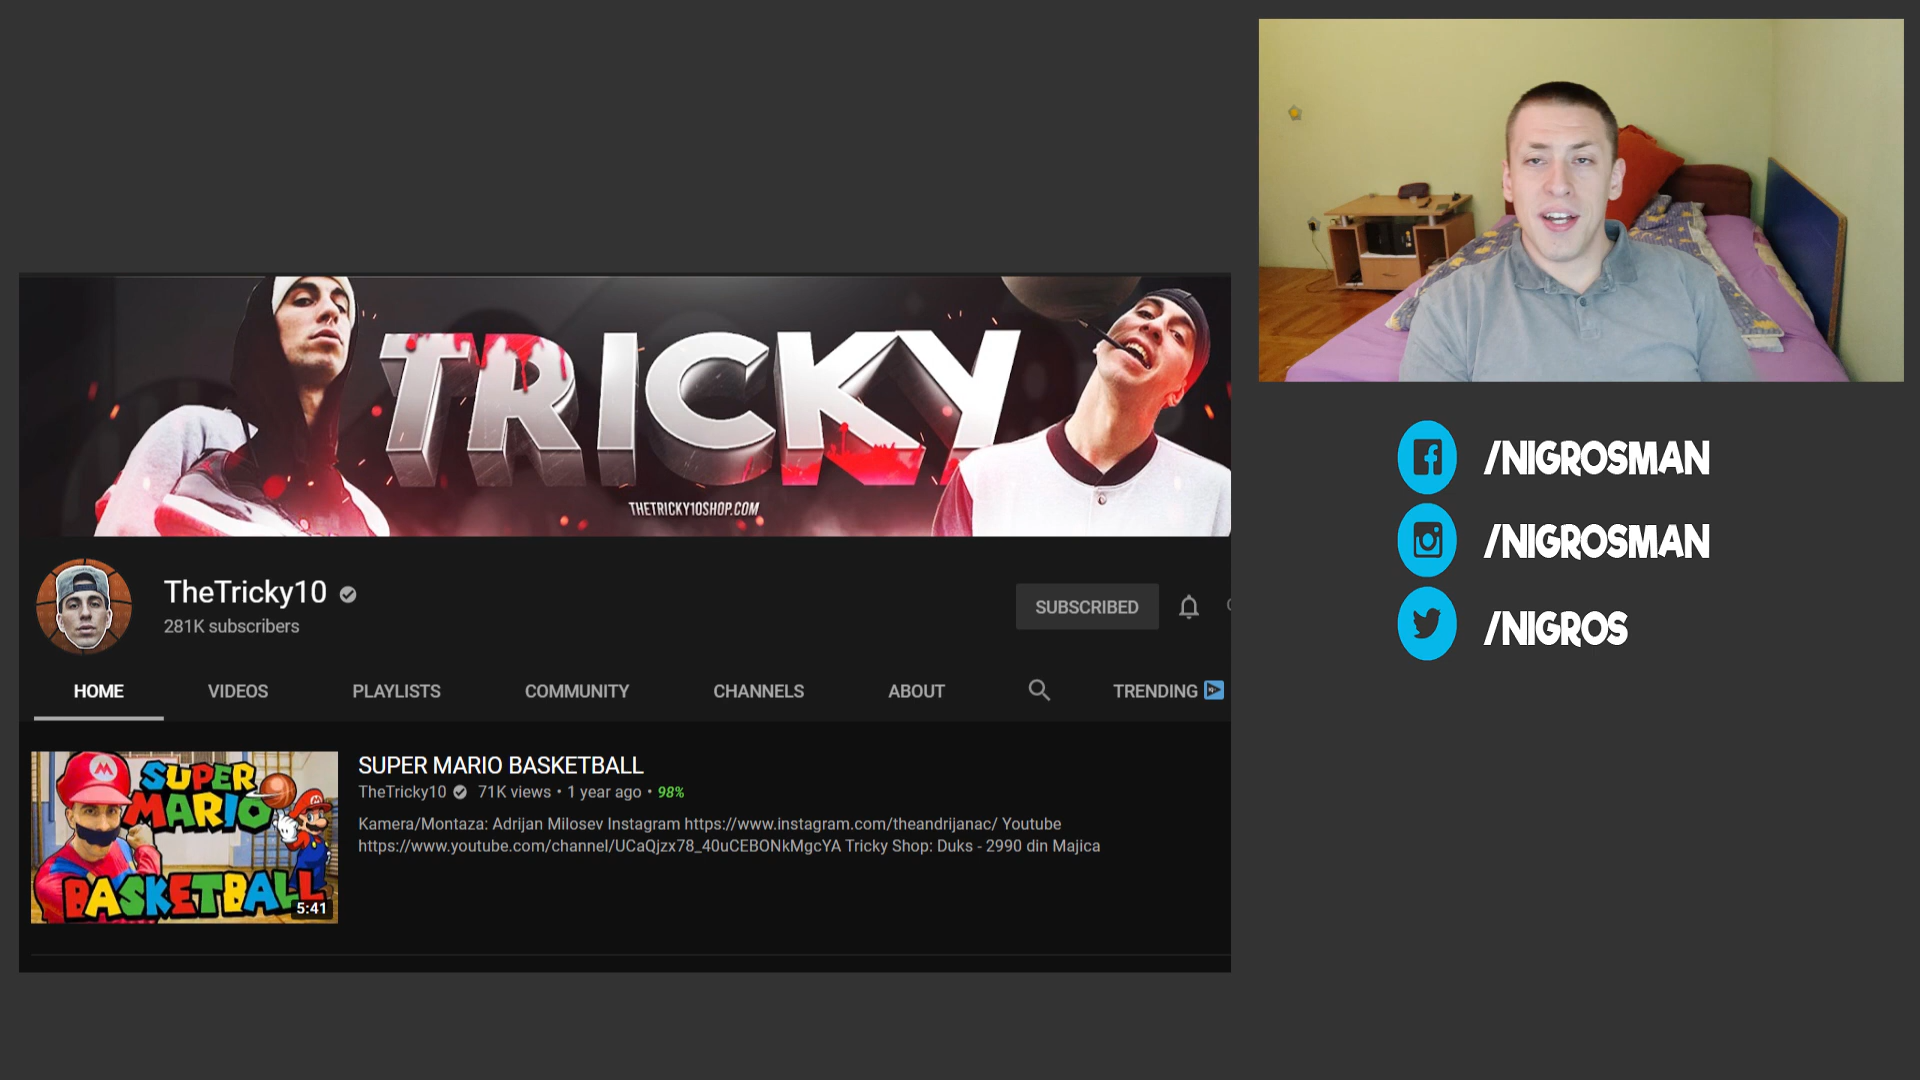 TRICKY
THETRICKY10SHOP.COM
TheTricky10
281K subscribers
SUBSCRIBED
HOME VIDEOS PLAYLISTS COMMUNITY CHANNELS ABOUT TRENDING
SUPER
MARIO
BASKETBALL
5:41
SUPER MARIO BASKETBALL
TheTricky10 71K views • 1 year ago • 98%
Kamera/Montaza: Adrijan Milosev Instagram https://www.instagram.com/theandrijanac/ Youtube
https://www.youtube.com/channel/UCaQjzx78_40uCEBONkMgcYA Tricky Shop: Duks - 2990 din Majica
/NIGROSMAN
/NIGROSMAN
/NIGROS